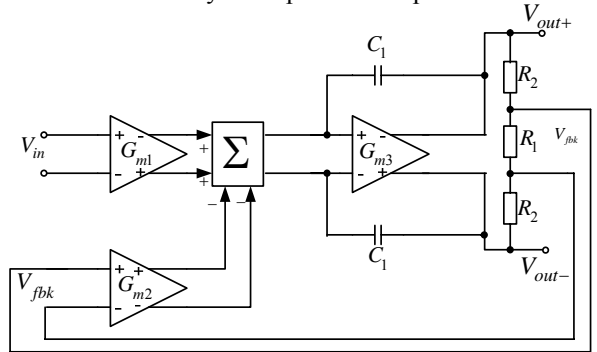 V_out+
C_1
R_2
V_in
+ -
G_m1
- +
+
+
Σ
+ -
G_m3
- +
R_1
V_fbk
- -
R_2
C_1
V_out-
V_fbk
+ +
G_m2
- -